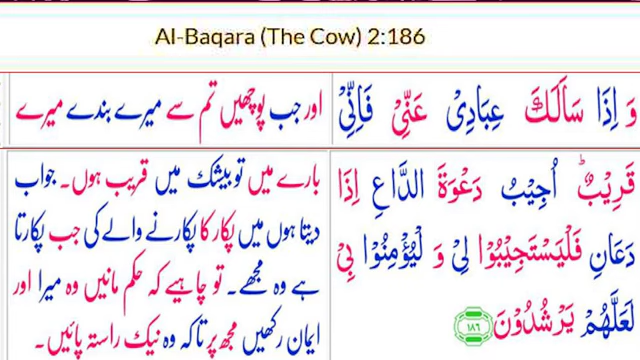 Al-Baqara (The Cow) 2:186
وَ اِذَا سَاَلَكَ عِبَادِیْ عَنِّیْ فَاِنِّیْ
قَرِیْبٌؕ اُجِیْبُ دَعْوَةَ الدَّاعِ اِذَا
دَعَانِ فَلْیَسْتَجِیْبُوْا لِیْ وَ لْیُؤْمِنُوْا بِیْ
لَعَلَّهُمْ یَرْشُدُوْنَ ﴿۱۸۶﴾
اور جب پوچھیں تم سے میرے بندے میرے
بارے میں تو بیشک میں قریب ہوں۔ جواب
دیتا ہوں میں پکار کا پکارنے والے کی جب پکارتا
ہے وہ مجھے۔ تو چاہیے کہ حکم مانیں وہ میرا اور
ایمان رکھیں مجھ پر تاکہ وہ نیک راستہ پائیں۔